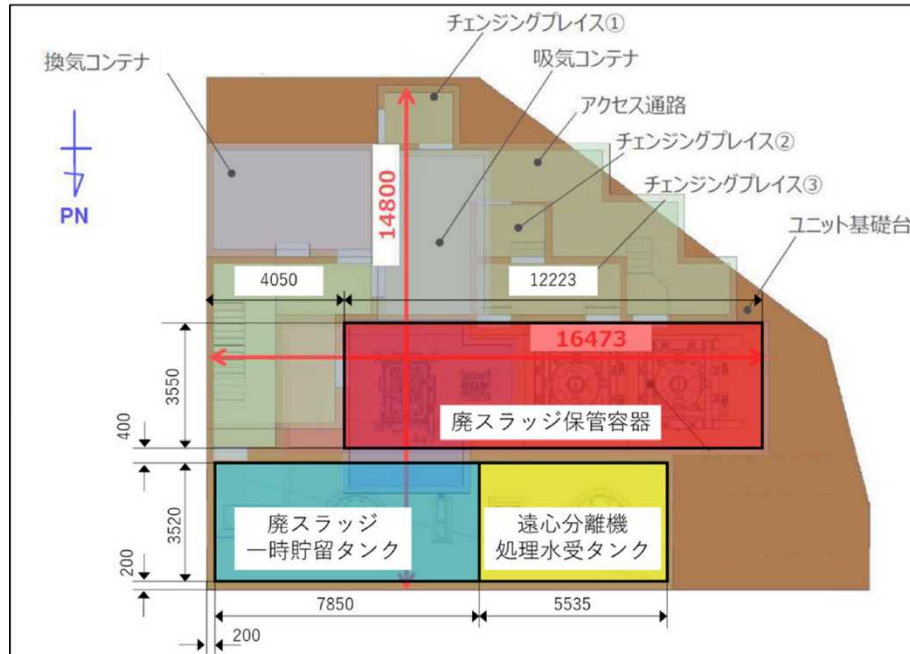 チェンジングプレイス①
換気コンテナ
吸気コンテナ
アクセス通路
チェンジングプレイス②
チェンジングプレイス③
PN
14800
ユニット基礎台
4050
12223
16473
3550
廃スラッジ保管容器
400
3520
廃スラッジ
一時貯留タンク
遠心分離機
処理水受タンク
200
7850
5535
200